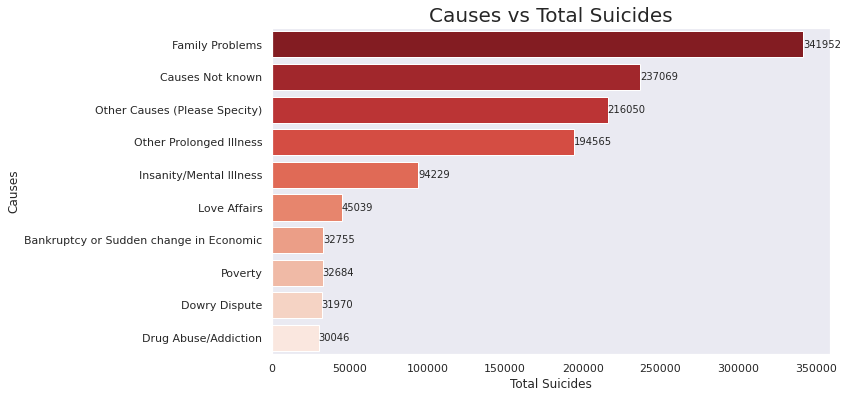 Causes vs Total Suicides
Family Problems 341952
Causes Not known 237069
Other Causes (Please Specity) 216050
Other Prolonged Illness 194565
Insanity/Mental Illness 94229
Love Affairs 45039
Bankruptcy or Sudden change in Economic 32755
Poverty 32684
Dowry Dispute 31970
Drug Abuse/Addiction 30046
Causes
0 50000 100000 150000 200000 250000 300000 350000
Total Suicides